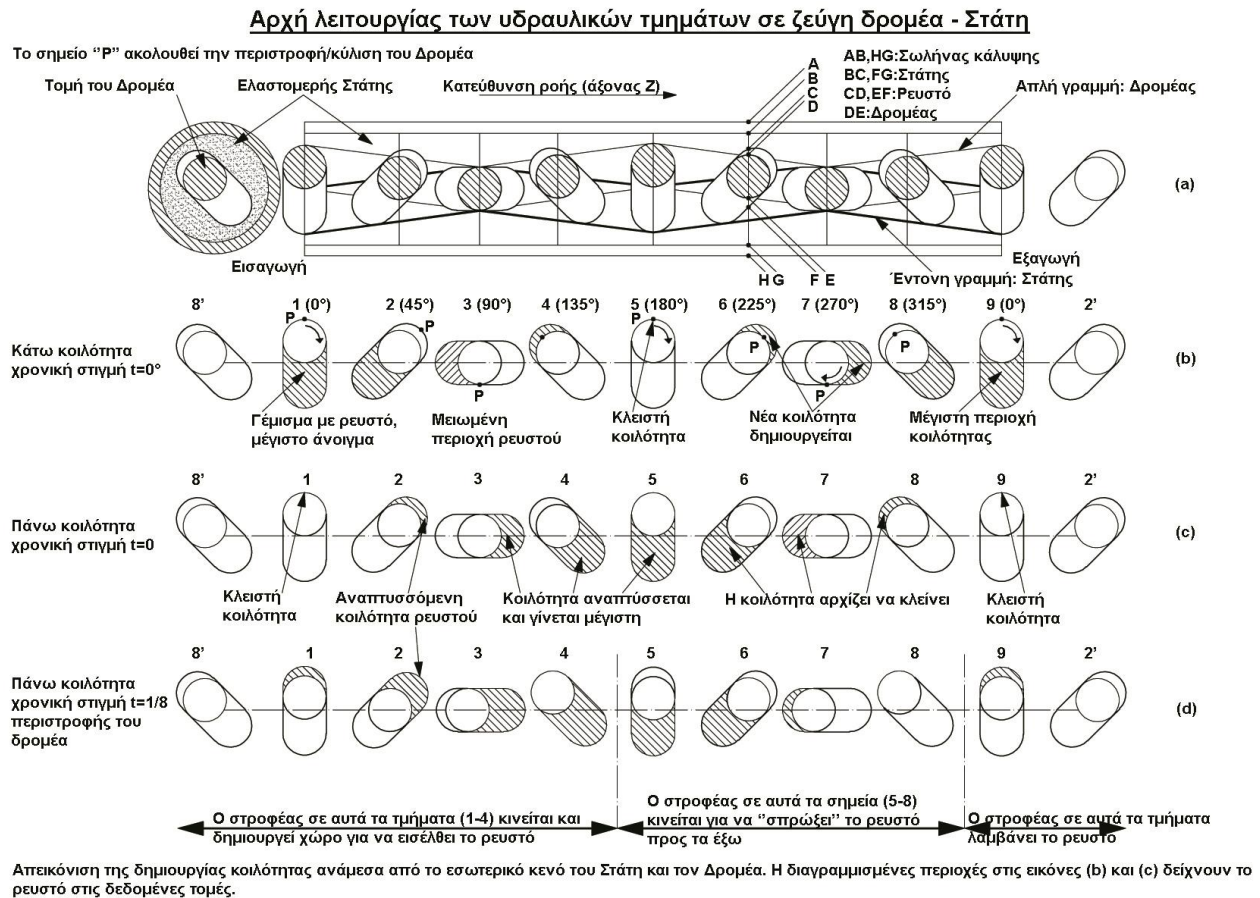 Αρχή λειτουργίας των υδραυλικών τμημάτων σε ζεύγη δρομέα - Στάτη
Το σημείο ‘‘P’’ ακολουθεί την περιστροφή/κύλιση του Δρομέα
Τομή του Δρομέα
Ελαστομερής Στάτης
Κατεύθυνση ροής (άξονας Z)
A
B
C
D
AB,HG:Σωλήνας κάλυψης
BC,FG:Στάτης
CD,EF:Ρευστό
DE:Δρομέας
Απλή γραμμή: Δρομέας
(a)
Εισαγωγή
H G F E
Εξαγωγή
Έντονη γραμμή: Στάτης
8’ 1 (0°) 2 (45°) 3 (90°) 4 (135°) 5 (180°) 6 (225°) 7 (270°) 8 (315°) 9 (0°) 2’
P P P P P P P
Κάτω κοιλότητα
χρονική στιγμή t=0°
(b)
Γέμισμα με ρευστό,
μέγιστο άνοιγμα
Μειωμένη
περιοχή ρευστού
Κλειστή
κοιλότητα
Νέα κοιλότητα
δημιουργείται
Μέγιστη περιοχή
κοιλότητας
8’ 1 2 3 4 5 6 7 8 9 2’
Πάνω κοιλότητα
χρονική στιγμή t=0
(c)
Κλειστή
κοιλότητα
Αναπτυσσόμενη
κοιλότητα ρευστού
Κοιλότητα αναπτύσσεται
και γίνεται μέγιστη
Η κοιλότητα αρχίζει να κλείνει
Κλειστή
κοιλότητα
8’ 1 2 3 4 5 6 7 8 9 2’
Πάνω κοιλότητα
χρονική στιγμή t=1/8
περιστροφής του
δρομέα
(d)
Ο στροφέας σε αυτά τα τμήματα (1-4) κινείται και
δημιουργεί χώρο για να εισέλθει το ρευστό
Ο στροφέας σε αυτά τα σημεία (5-8)
κινείται για να ‘‘σπρώξει’’ το ρευστό
προς τα έξω
Ο στροφέας σε αυτά τα τμήματα
λαμβάνει το ρευστό
Απεικόνιση της δημιουργίας κοιλότητας ανάμεσα από το εσωτερικό κενό του Στάτη και τον Δρομέα. Η διαγραμμισμένες περιοχές στις εικόνες (b) και (c) δείχνουν το
ρευστό στις δεδομένες τομές.